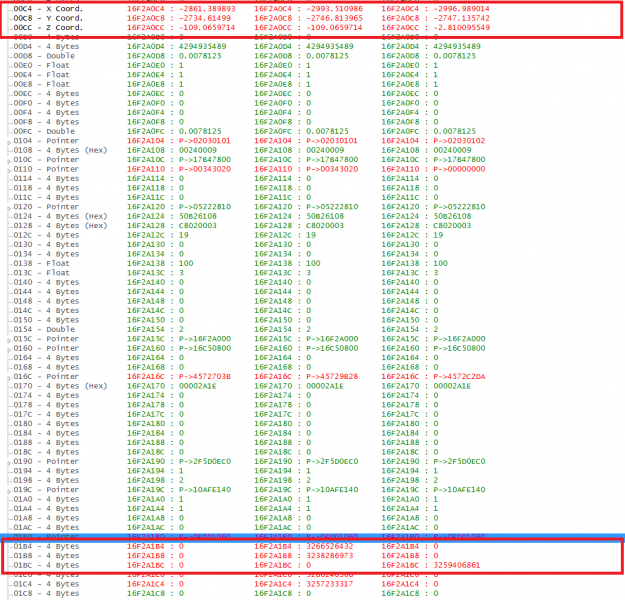 00C4 - X Coord. 16F2A0C4 : -2861.389893 16F2A0C4 : -2993.510986 16F2A0C4 : -2996.989014
00C8 - Y Coord. 16F2A0C8 : -2734.61499 16F2A0C8 : -2746.813965 16F2A0C8 : -2747.135742
00CC - Z Coord. 16F2A0CC : -109.0659714 16F2A0CC : -109.0659714 16F2A0CC : -2.810095549
00D4 - 4 Bytes 16F2A0D4 : 4294935489 16F2A0D4 : 4294935489 16F2A0D4 : 4294935489
00D8 - Double 16F2A0D8 : 0.0078125 16F2A0D8 : 0.0078125 16F2A0D8 : 0.0078125
00E0 - Float 16F2A0E0 : 1 16F2A0E0 : 1 16F2A0E0 : 1
00E4 - Float 16F2A0E4 : 1 16F2A0E4 : 1 16F2A0E4 : 1
00E8 - Float 16F2A0E8 : 1 16F2A0E8 : 1 16F2A0E8 : 1
00EC - 4 Bytes 16F2A0EC : 0 16F2A0EC : 0 16F2A0EC : 0
00F0 - 4 Bytes 16F2A0F0 : 0 16F2A0F0 : 0 16F2A0F0 : 0
00F4 - 4 Bytes 16F2A0F4 : 0 16F2A0F4 : 0 16F2A0F4 : 0
00F8 - 4 Bytes 16F2A0F8 : 0 16F2A0F8 : 0 16F2A0F8 : 0
00FC - Double 16F2A0FC : 0.0078125 16F2A0FC : 0.0078125 16F2A0FC : 0.0078125
0104 - Pointer 16F2A104 : P->02030101 16F2A104 : P->02030101 16F2A104 : P->02030102
0108 - 4 Bytes (Hex) 16F2A108 : 00240009 16F2A108 : 00240009 16F2A108 : 00240009
010C - Pointer 16F2A10C : P->17B47800 16F2A10C : P->17B47800 16F2A10C : P->17B47800
0110 - Pointer 16F2A110 : P->00343020 16F2A110 : P->00343020 16F2A110 : P->00000000
0114 - 4 Bytes 16F2A114 : 0 16F2A114 : 0 16F2A114 : 0
0118 - 4 Bytes 16F2A118 : 0 16F2A118 : 0 16F2A118 : 0
011C - 4 Bytes 16F2A11C : 0 16F2A11C : 0 16F2A11C : 0
0120 - Pointer 16F2A120 : P->05222810 16F2A120 : P->05222810 16F2A120 : P->05222810
0124 - 4 Bytes (Hex) 16F2A124 : 50B26108 16F2A124 : 50B26108 16F2A124 : 50B26108
0128 - 4 Bytes (Hex) 16F2A128 : C8020003 16F2A128 : C8020003 16F2A128 : C8020003
012C - 4 Bytes 16F2A12C : 19 16F2A12C : 19 16F2A12C : 19
0130 - 4 Bytes 16F2A130 : 0 16F2A130 : 0 16F2A130 : 0
0134 - 4 Bytes 16F2A134 : 0 16F2A134 : 0 16F2A134 : 0
0138 - Float 16F2A138 : 100 16F2A138 : 100 16F2A138 : 100
013C - Float 16F2A13C : 3 16F2A13C : 3 16F2A13C : 3
0140 - 4 Bytes 16F2A140 : 0 16F2A140 : 0 16F2A140 : 0
0144 - 4 Bytes 16F2A144 : 0 16F2A144 : 0 16F2A144 : 0
0148 - 4 Bytes 16F2A148 : 0 16F2A148 : 0 16F2A148 : 0
014C - 4 Bytes 16F2A14C : 0 16F2A14C : 0 16F2A14C : 0
0150 - 4 Bytes 16F2A150 : 0 16F2A150 : 0 16F2A150 : 0
0154 - Double 16F2A154 : 2 16F2A154 : 2 16F2A154 : 2
015C - Pointer 16F2A15C : P->16F2A000 16F2A15C : P->16F2A000 16F2A15C : P->16F2A000
0160 - Pointer 16F2A160 : P->16C50800 16F2A160 : P->16C50800 16F2A160 : P->16C50800
0164 - 4 Bytes 16F2A164 : 0 16F2A164 : 0 16F2A164 : 0
0168 - 4 Bytes 16F2A168 : 0 16F2A168 : 0 16F2A168 : 0
016C - Pointer 16F2A16C : P->4572703B 16F2A16C : P->45729B28 16F2A16C : P->4572C2DA
0170 - 4 Bytes (Hex) 16F2A170 : 00002A1E 16F2A170 : 00002A1E 16F2A170 : 00002A1E
0174 - 4 Bytes 16F2A174 : 0 16F2A174 : 0 16F2A174 : 0
0178 - 4 Bytes 16F2A178 : 0 16F2A178 : 0 16F2A178 : 0
017C - 4 Bytes 16F2A17C : 0 16F2A17C : 0 16F2A17C : 0
0180 - 4 Bytes 16F2A180 : 0 16F2A180 : 0 16F2A180 : 0
0184 - 4 Bytes 16F2A184 : 0 16F2A184 : 0 16F2A184 : 0
0188 - 4 Bytes 16F2A188 : 0 16F2A188 : 0 16F2A188 : 0
018C - 4 Bytes 16F2A18C : 0 16F2A18C : 0 16F2A18C : 0
0190 - Pointer 16F2A190 : P->2F5D0EC0 16F2A190 : P->2F5D0EC0 16F2A190 : P->2F5D0EC0
0194 - 4 Bytes 16F2A194 : 1 16F2A194 : 1 16F2A194 : 1
0198 - 4 Bytes 16F2A198 : 2 16F2A198 : 2 16F2A198 : 2
019C - Pointer 16F2A19C : P->10AFE140 16F2A19C : P->10AFE140 16F2A19C : P->10AFE140
01A0 - 4 Bytes 16F2A1A0 : 1 16F2A1A0 : 1 16F2A1A0 : 1
01A4 - 4 Bytes 16F2A1A4 : 1 16F2A1A4 : 1 16F2A1A4 : 1
01A8 - 4 Bytes 16F2A1A8 : 0 16F2A1A8 : 0 16F2A1A8 : 0
01AC - 4 Bytes 16F2A1AC : 0 16F2A1AC : 0 16F2A1AC : 0
01B4 - 4 Bytes 16F2A1B4 : 0 16F2A1B4 : 3266526432 16F2A1B4 : 0
01B8 - 4 Bytes 16F2A1B8 : 0 16F2A1B8 : 3238286973 16F2A1B8 : 0
01BC - 4 Bytes 16F2A1BC : 0 16F2A1BC : 0 16F2A1BC : 3259406861
01C4 - 4 Bytes 16F2A1C4 : 0 16F2A1C4 : 3257233317 16F2A1C4 : 0
01C8 - 4 Bytes 16F2A1C8 : 0 16F2A1C8 : 0 16F2A1C8 : 0